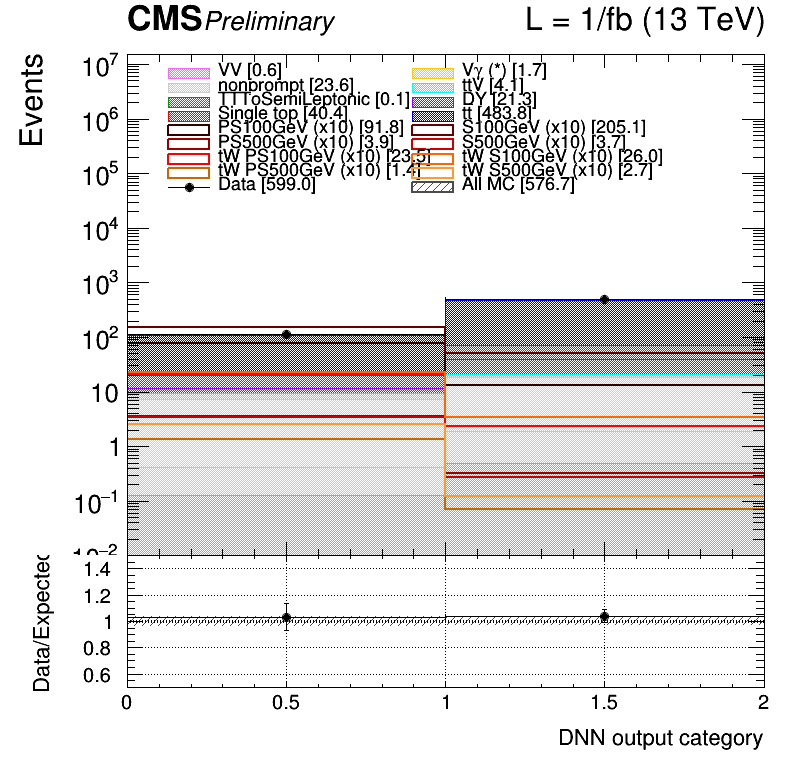 CMS Preliminary L = 1/fb (13 TeV)
Events
10⁷
10⁶
10⁵
10⁴
10³
10²
10
1
10⁻¹
10⁻²
VV [0.6] Vγ (*) [1.7]
nonprompt [23.6] ttV [4.1]
TTToSemiLeptonic [0.1] DY [21.3]
Single top [40.4] tt [483.8]
PS100GeV (x10) [91.8] S100GeV (x10) [205.1]
PS500GeV (x10) [3.9] S500GeV (x10) [3.7]
tW PS100GeV (x10) [23.5] tW S100GeV (x10) [26.0]
tW PS500GeV (x10) [1.4] tW S500GeV (x10) [2.7]
Data [599.0] All MC [576.7]
Data/Expected
1.4
1.2
1
0.8
0.6
0 0.5 1 1.5 2
DNN output category